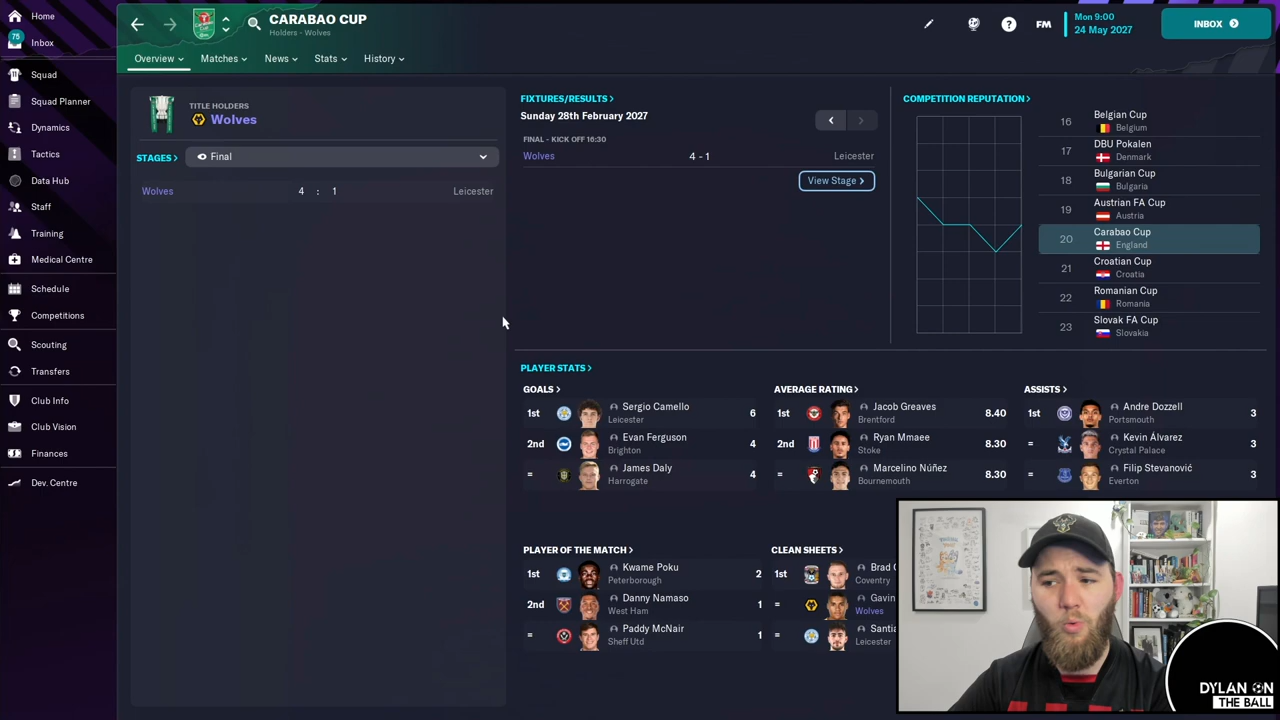 Home
CARABAO CUP
Holders - Wolves
FM
Mon 9:00
24 May 2027
INBOX
75
Inbox
Overview
Matches
News
Stats
History
Squad
Squad Planner
Dynamics
Tactics
Data Hub
Staff
Training
Medical Centre
Schedule
Competitions
Scouting
Transfers
Club Info
Club Vision
Finances
Dev. Centre
TITLE HOLDERS
Wolves
STAGES
Final
Wolves 4 : 1 Leicester
FIXTURES/RESULTS
Sunday 28th February 2027
FINAL - KICK OFF 16:30
Wolves 4 - 1 Leicester
View Stage
COMPETITION REPUTATION
16 Belgian Cup
Belgium
17 DBU Pokalen
Denmark
18 Bulgarian Cup
Bulgaria
19 Austrian FA Cup
Austria
20 Carabao Cup
England
21 Croatian Cup
Croatia
22 Romanian Cup
Romania
23 Slovak FA Cup
Slovakia
PLAYER STATS
GOALS
1st Sergio Camello 6
Leicester
2nd Evan Ferguson 4
Brighton
= James Daly 4
Harrogate
AVERAGE RATING
1st Jacob Greaves 8.40
Brentford
2nd Ryan Mmaee 8.30
Stoke
= Marcelino Núñez 8.30
Bournemouth
ASSISTS
1st Andre Dozzell 3
Portsmouth
= Kevin Álvarez 3
Crystal Palace
= Filip Stevanović 3
Everton
PLAYER OF THE MATCH
1st Kwame Poku 2
Peterborough
2nd Danny Namaso 1
West Ham
= Paddy McNair 1
Sheff Utd
CLEAN SHEETS
1st Brad
Coventry
= Gavin
Wolves
= Santia
Leicester
DYLAN ON
THE BALL